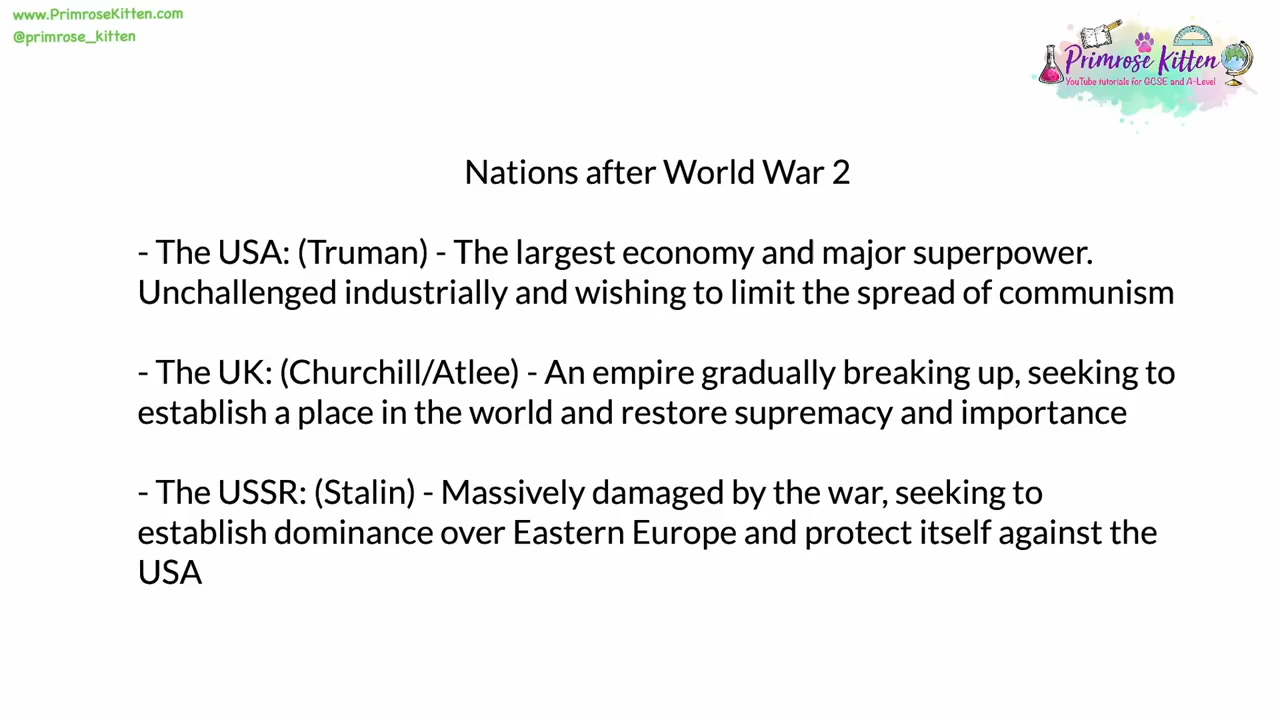 www.PrimroseKitten.com
@primrose_kitten
Primrose Kitten
YouTube tutorials for GCSE and A-Level
Nations after World War 2
- The USA: (Truman) - The largest economy and major superpower.
Unchallenged industrially and wishing to limit the spread of communism
- The UK: (Churchill/Atlee) - An empire gradually breaking up, seeking to
establish a place in the world and restore supremacy and importance
- The USSR: (Stalin) - Massively damaged by the war, seeking to
establish dominance over Eastern Europe and protect itself against the
USA